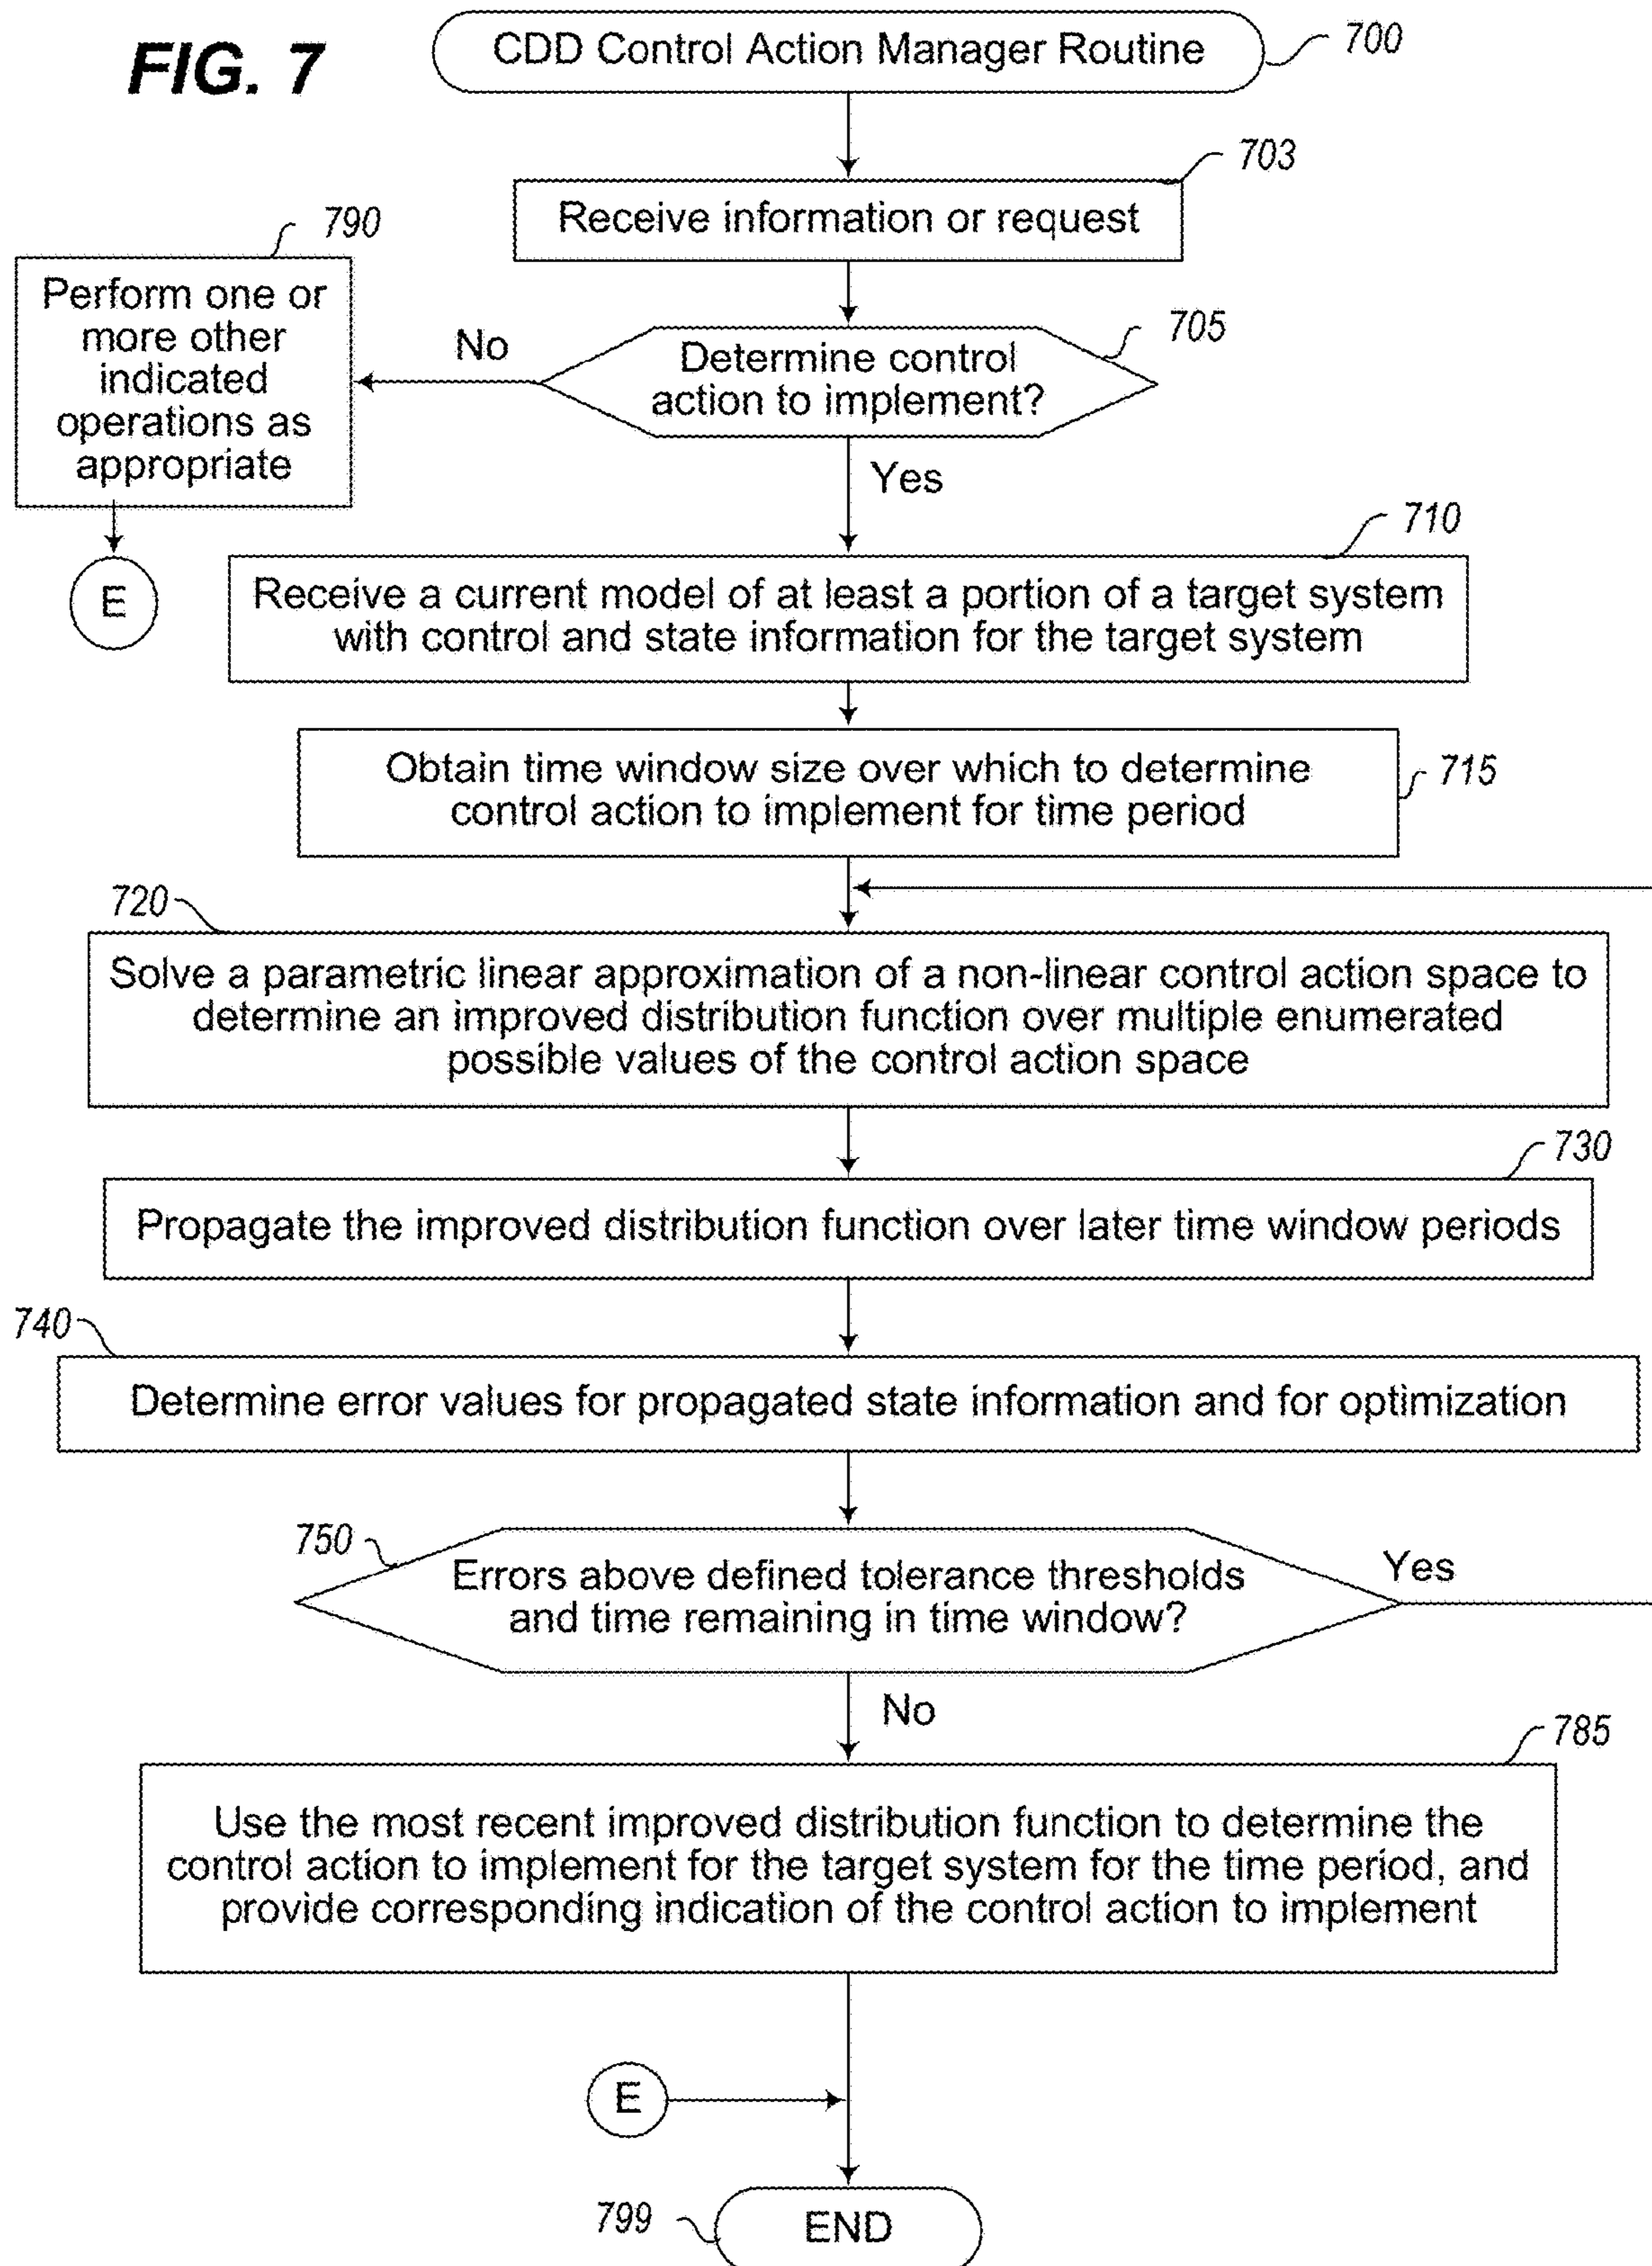 FIG. 7
CDD Control Action Manager Routine
700
703
Receive information or request
790
Perform one or
more other
indicated
operations as
appropriate
No
705
Determine control
action to implement?
Yes
E
710
Receive a current model of at least a portion of a target system
with control and state information for the target system
Obtain time window size over which to determine
control action to implement for time period
715
720
Solve a parametric linear approximation of a non-linear control action space to
determine an improved distribution function over multiple enumerated
possible values of the control action space
730
Propagate the improved distribution function over later time window periods
740
Determine error values for propagated state information and for optimization
750
Errors above defined tolerance thresholds
and time remaining in time window?
Yes
No
785
Use the most recent improved distribution function to determine the
control action to implement for the target system for the time period, and
provide corresponding indication of the control action to implement
E
799
END